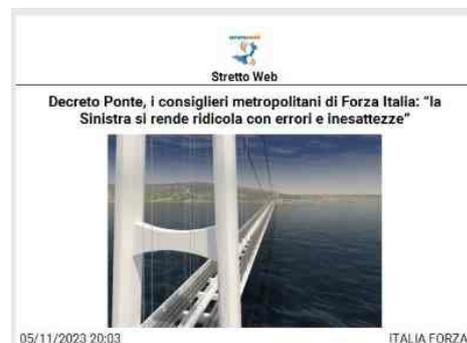 Stretto Web
Decreto Ponte, i consiglieri metropolitani di Forza Italia: “la
Sinistra si rende ridicola con errori e inesattezze”
05/11/2023 20:03
ITALIA FORZA